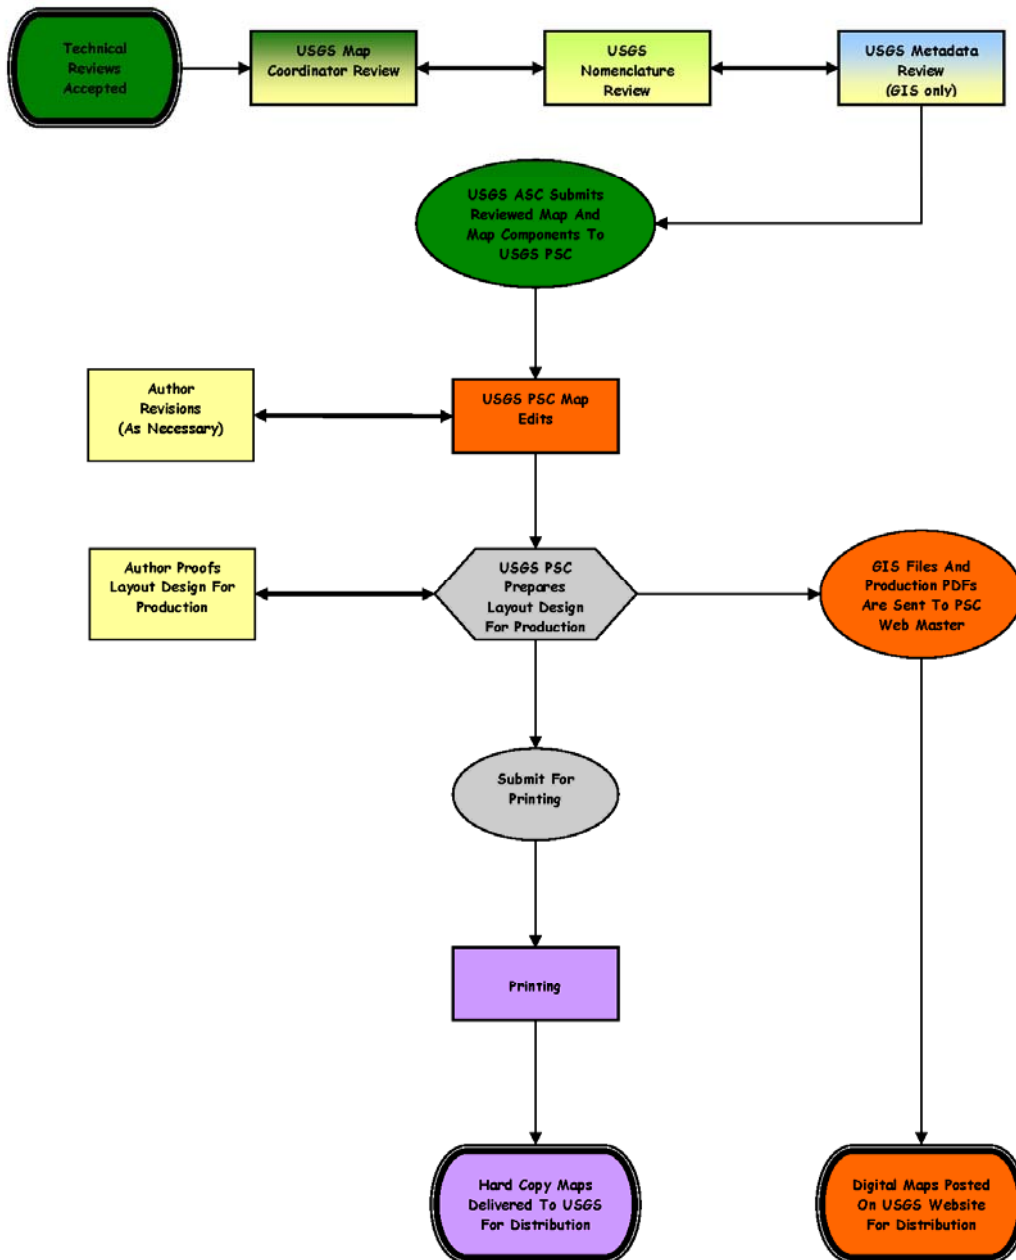 Technical
Reviews
Accepted
USGS Map
Coordinator Review
USGS
Nomenclature
Review
USGS Metadata
Review
(GIS only)
USGS ASC Submits
Reviewed Map And
Map Components To
USGS PSC
Author
Revisions
(As Necessary)
USGS PSC Map
Edits
Author Proofs
Layout Design For
Production
USGS PSC
Prepares
Layout Design
For Production
GIS Files And
Production PDFs
Are Sent To PSC
Web Master
Submit For
Printing
Printing
Hard Copy Maps
Delivered To USGS
For Distribution
Digital Maps Posted
On USGS Website
For Distribution